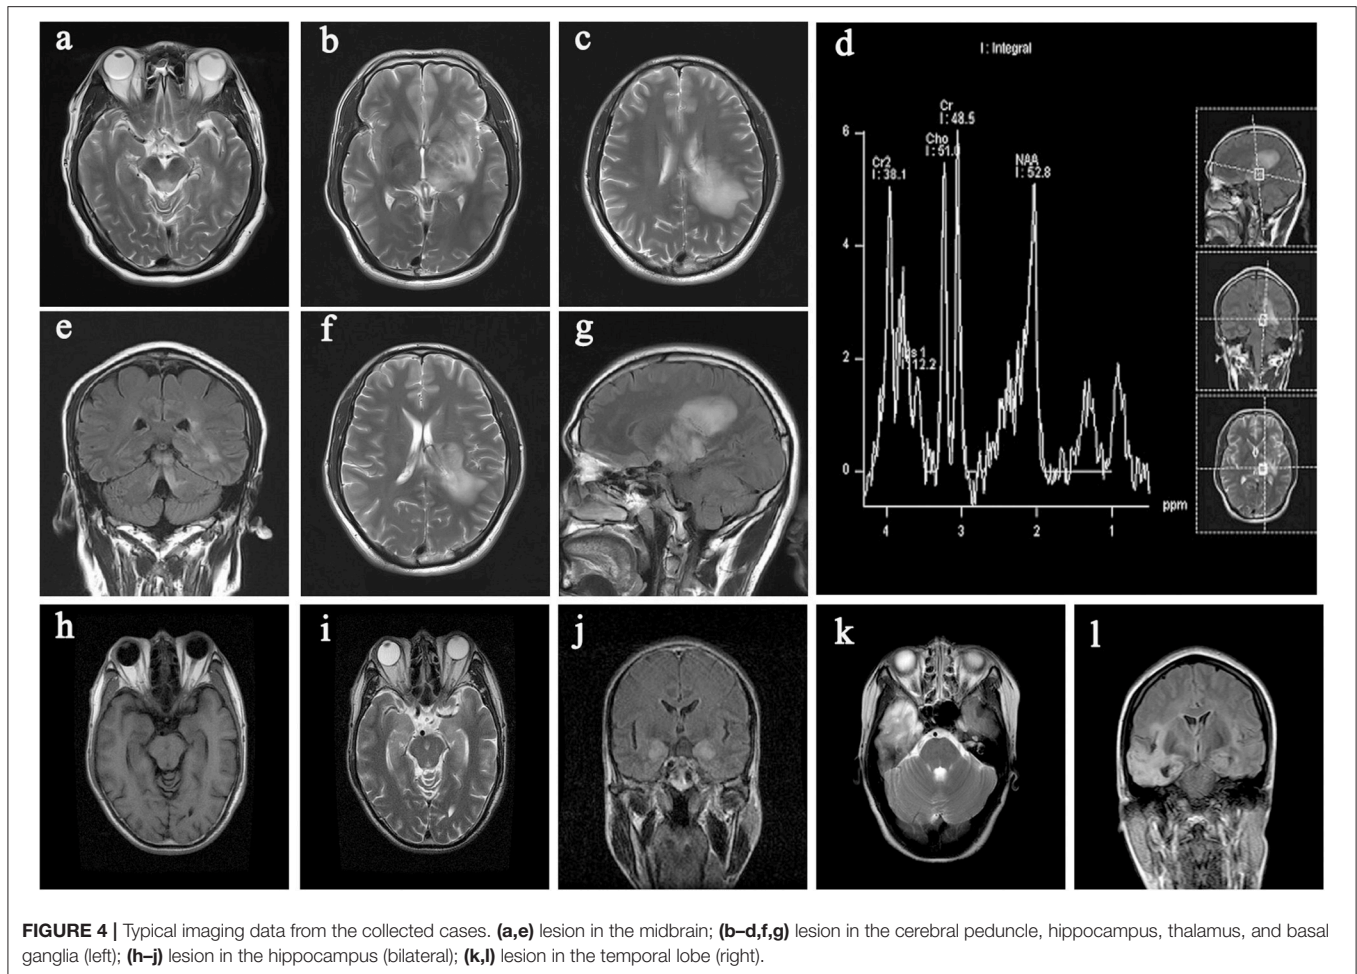 a
b
c
d
I : Integral
Cr
I : 48.5
Cho
I : 51.0
Cr2
I : 38.1
NAA
I : 52.8
6
4
2
0
I : 12.2
ppm
4 3 2 1
e
f
g
h
i
j
k
l
FIGURE 4 | Typical imaging data from the collected cases. (a,e) lesion in the midbrain; (b–d,f,g) lesion in the cerebral peduncle, hippocampus, thalamus, and basal
ganglia (left); (h–j) lesion in the hippocampus (bilateral); (k,l) lesion in the temporal lobe (right).